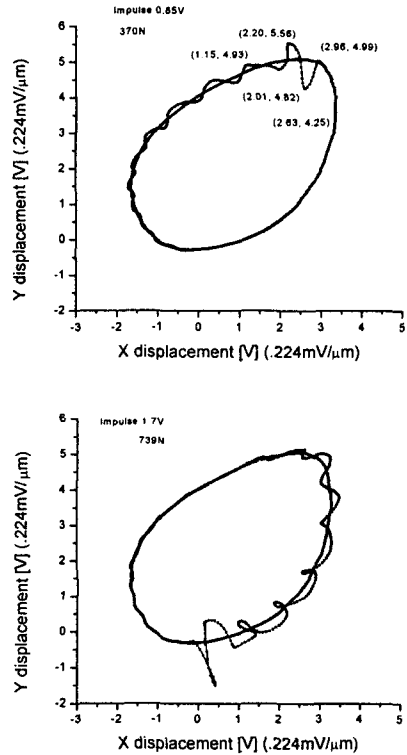 Impulse 0.85V
370N
(2.20, 5.56)
(1.15, 4.93)
(2.96, 4.99)
(2.01, 4.82)
(2.63, 4.25)
6
5
4
3
2
1
0
-1
-2
Y displacement [V] (.224mV/μm)
-3 -2 -1 0 1 2 3 4 5
X displacement [V] (.224mV/μm)
Impulse 1.7V
739N
6
5
4
3
2
1
0
-1
-2
Y displacement [V] (.224mV/μm)
-3 -2 -1 0 1 2 3 4 5
X displacement [V] (.224mV/μm)